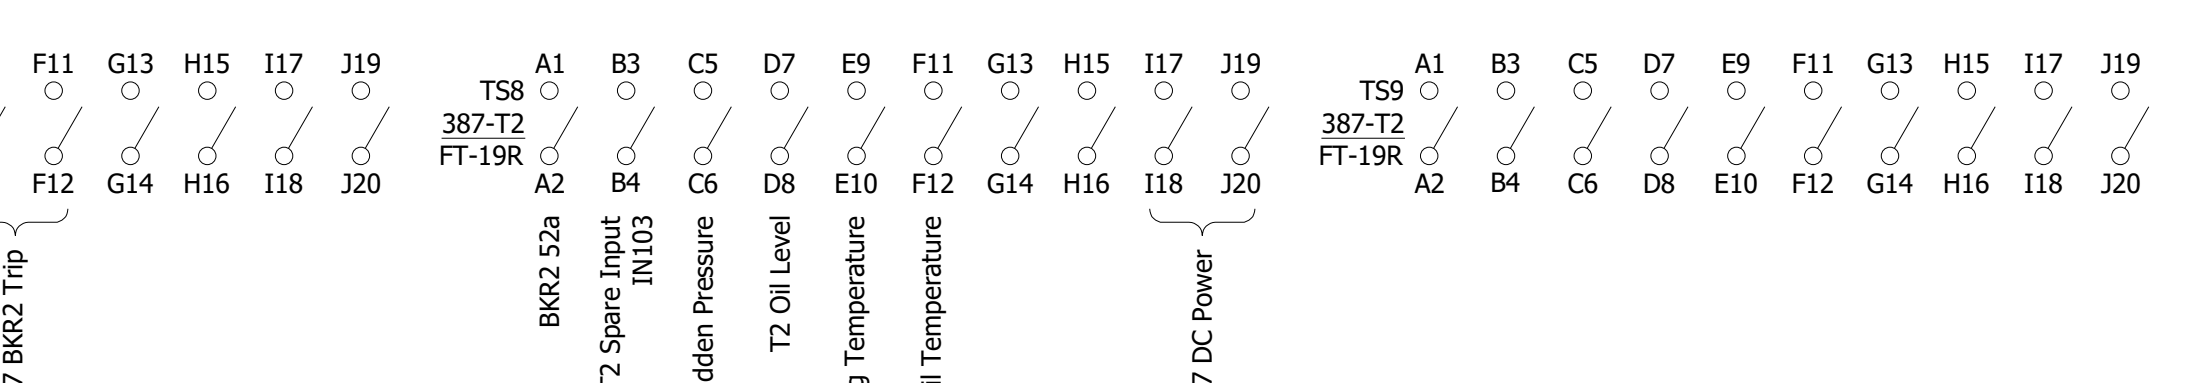 F11 G13 H15 I17 J19
F12 G14 H16 I18 J20
BKR2 Trip
TS8
387-T2
FT-19R
A1 B3 C5 D7 E9 F11 G13 H15 I17 J19
A2 B4 C6 D8 E10 F12 G14 H16 I18 J20
BKR2 52a
T2 Spare Input
IN103
Pressure
T2 Oil Level
Temperature
Temperature
DC Power
TS9
387-T2
FT-19R
A1 B3 C5 D7 E9 F11 G13 H15 I17 J19
A2 B4 C6 D8 E10 F12 G14 H16 I18 J20